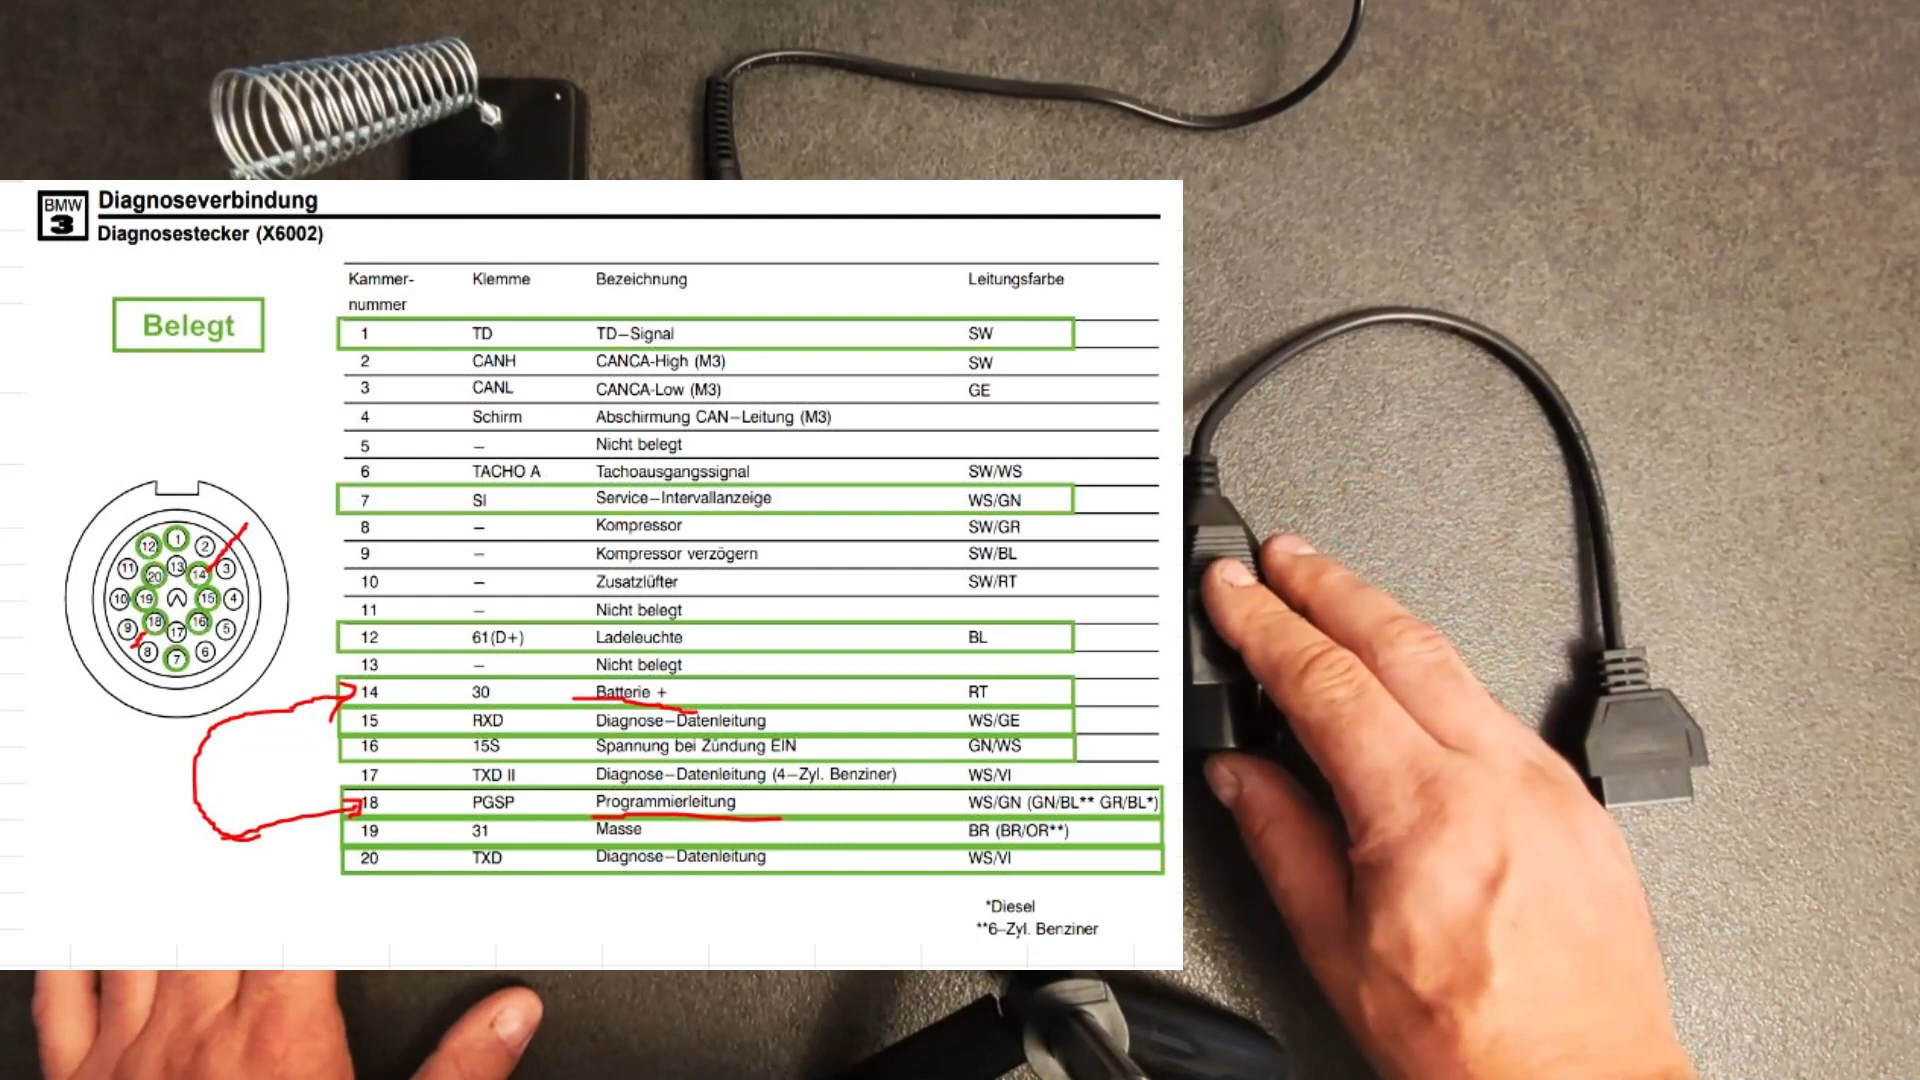 BMW
3
Diagnoseverbindung
Diagnosestecker (X6002)
Belegt
Kammer-
nummer Klemme Bezeichnung Leitungsfarbe
1 TD TD–Signal SW
2 CANH CANCA-High (M3) SW
3 CANL CANCA-Low (M3) GE
4 Schirm Abschirmung CAN–Leitung (M3)
5 – Nicht belegt
6 TACHO A Tachoausgangssignal SW/WS
7 SI Service–Intervallanzeige WS/GN
8 – Kompressor SW/GR
9 – Kompressor verzögern SW/BL
10 – Zusatzlüfter SW/RT
11 – Nicht belegt
12 61(D+) Ladeleuchte BL
13 – Nicht belegt
14 30 Batterie + RT
15 RXD Diagnose–Datenleitung WS/GE
16 15S Spannung bei Zündung EIN GN/WS
17 TXD II Diagnose–Datenleitung (4–Zyl. Benziner) WS/VI
18 PGSP Programmierleitung WS/GN (GN/BL** GR/BL*)
19 31 Masse BR (BR/OR**)
20 TXD Diagnose–Datenleitung WS/VI
*Diesel
**6–Zyl. Benziner
12 1 2
11 20 13 14 3
10 19 15 4
9 18 17 16 5
8 7 6